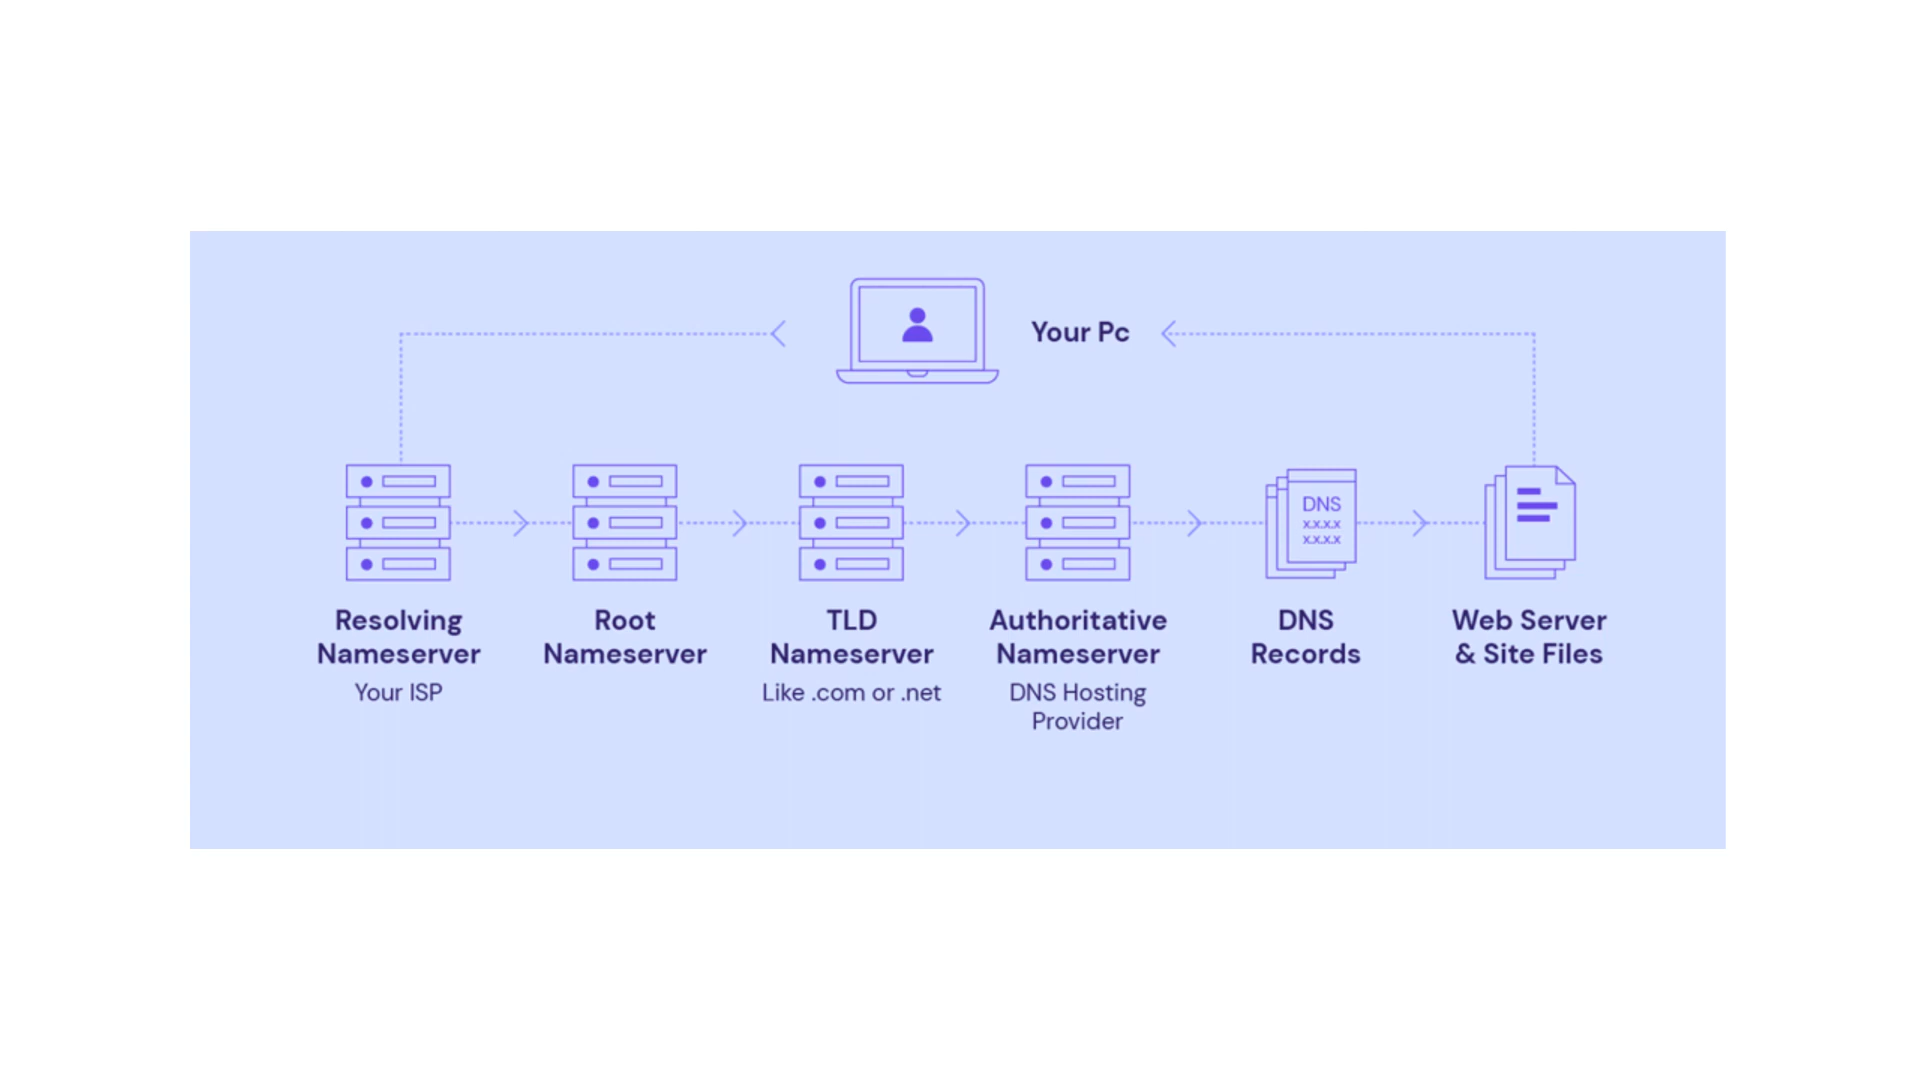 Your Pc
DNS
x.x.x.x
x.x.x.x
Resolving
Nameserver
Your ISP
Root
Nameserver
TLD
Nameserver
Like .com or .net
Authoritative
Nameserver
DNS Hosting
Provider
DNS
Records
Web Server
& Site Files